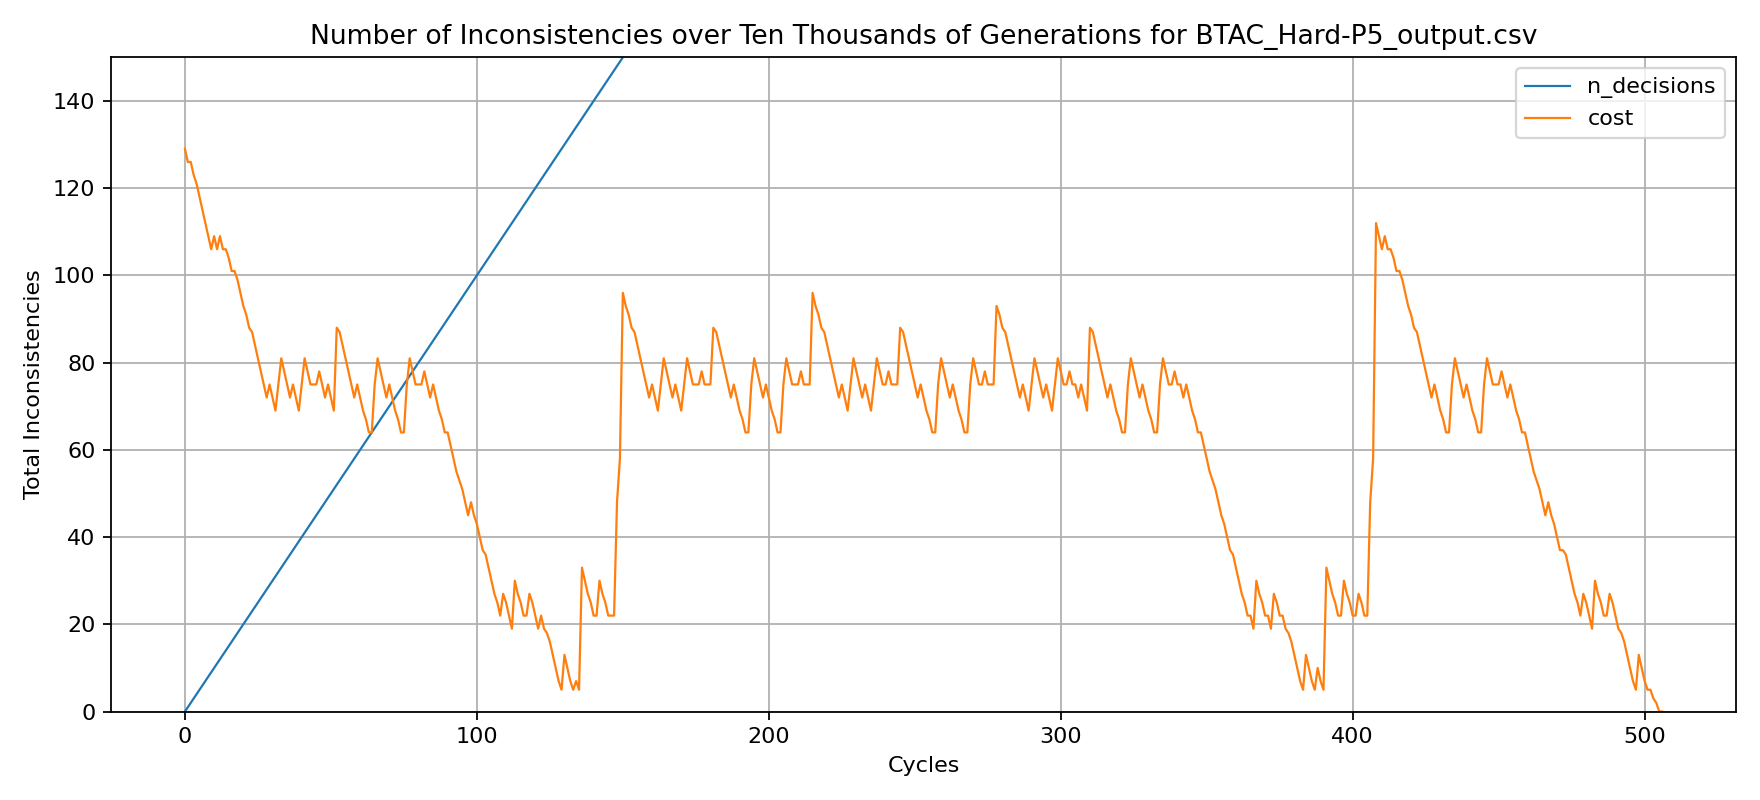 Number of Inconsistencies over Ten Thousands of Generations for BTAC_Hard-P5_output.csv
n_decisions
cost
Total Inconsistencies
140
120
100
80
60
40
20
0
0
100
200
300
400
500
Cycles